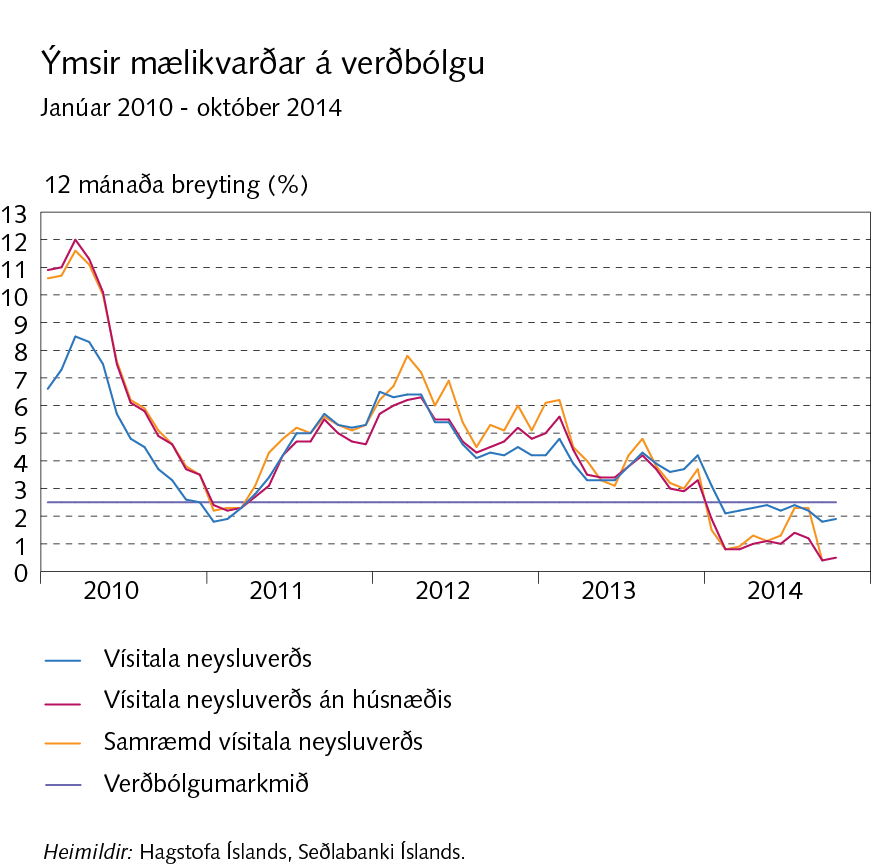 Ýmsir mælikvarðar á verðbólgu
Janúar 2010 - október 2014
12 mánaða breyting (%)
13
12
11
10
9
8
7
6
5
4
3
2
1
0
2010 2011 2012 2013 2014
Vísitala neysluverðs
Vísitala neysluverðs án húsnæðis
Samræmd vísitala neysluverðs
Verðbólgumarkmið
Heimildir: Hagstofa Íslands, Seðlabanki Íslands.